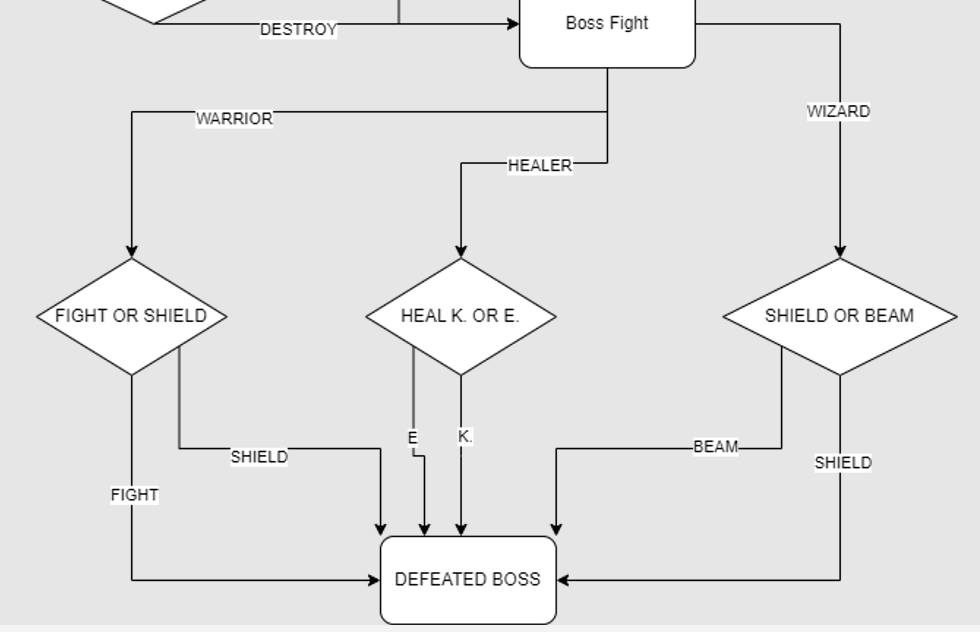 Boss Fight
DESTROY
WIZARD
WARRIOR
HEALER
FIGHT OR SHIELD
HEAL K. OR E.
SHIELD OR BEAM
E
K.
BEAM
SHIELD
SHIELD
FIGHT
DEFEATED BOSS